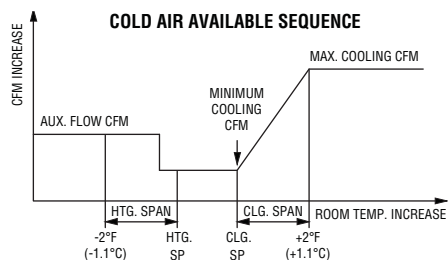 COLD AIR AVAILABLE SEQUENCE
CFM INCREASE
MAX. COOLING CFM
MINIMUM
COOLING
CFM
AUX. FLOW CFM
HTG. SPAN
CLG. SPAN
ROOM TEMP. INCREASE
-2°F
(-1.1°C)
HTG.
SP
CLG.
SP
+2°F
(+1.1°C)